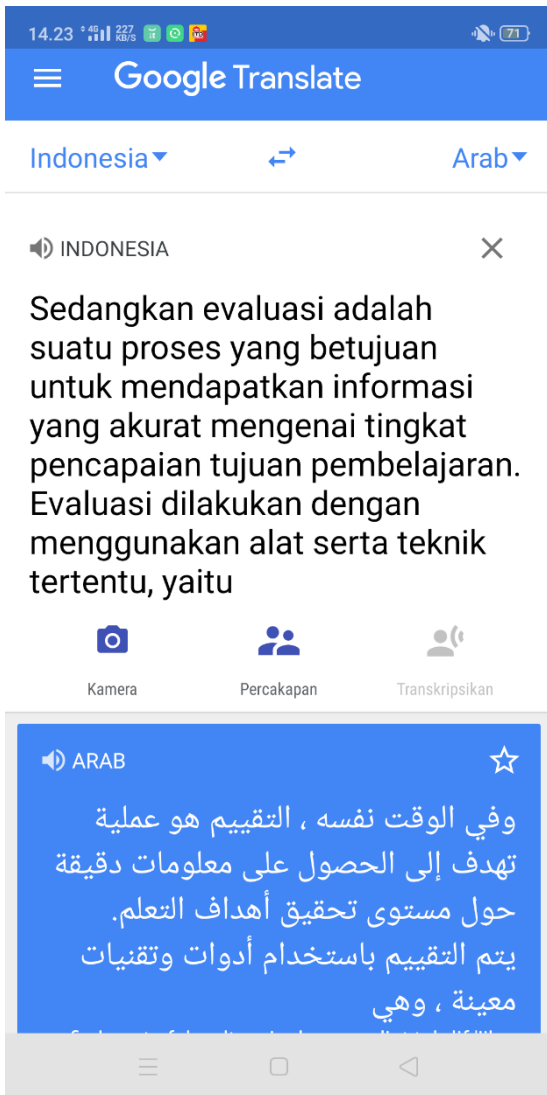 14.23 4G 227 KB/S 71
Google Translate
Indonesia Arab
INDONESIA
Sedangkan evaluasi adalah
suatu proses yang betujuan
untuk mendapatkan informasi
yang akurat mengenai tingkat
pencapaian tujuan pembelajaran.
Evaluasi dilakukan dengan
menggunakan alat serta teknik
tertentu, yaitu
Kamera Percakapan Transkripsikan
ARAB
وفي الوقت نفسه ، التقييم هو عملية
تهدف إلى الحصول على معلومات دقيقة
حول مستوى تحقيق أهداف التعلم.
يتم التقييم باستخدام أدوات وتقنيات
معينة ، وهي